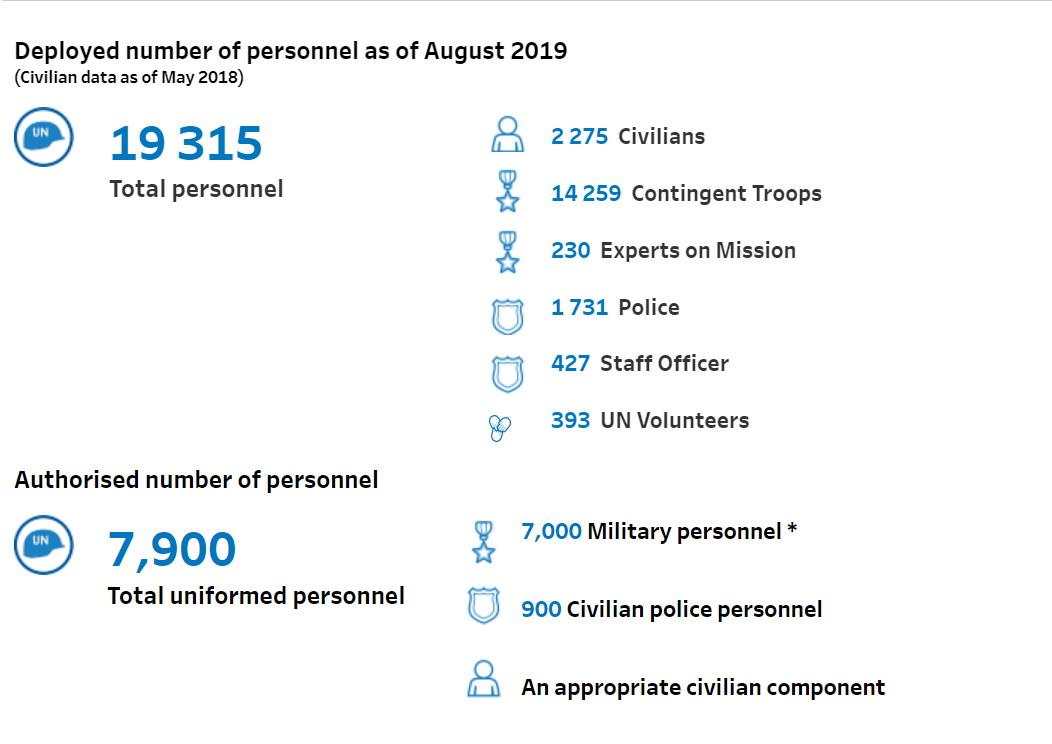 Deployed number of personnel as of August 2019
(Civilian data as of May 2018)
UN
19 315
Total personnel
2 275 Civilians
14 259 Contingent Troops
230 Experts on Mission
1 731 Police
427 Staff Officer
393 UN Volunteers
Authorised number of personnel
UN
7,900
Total uniformed personnel
7,000 Military personnel *
900 Civilian police personnel
An appropriate civilian component